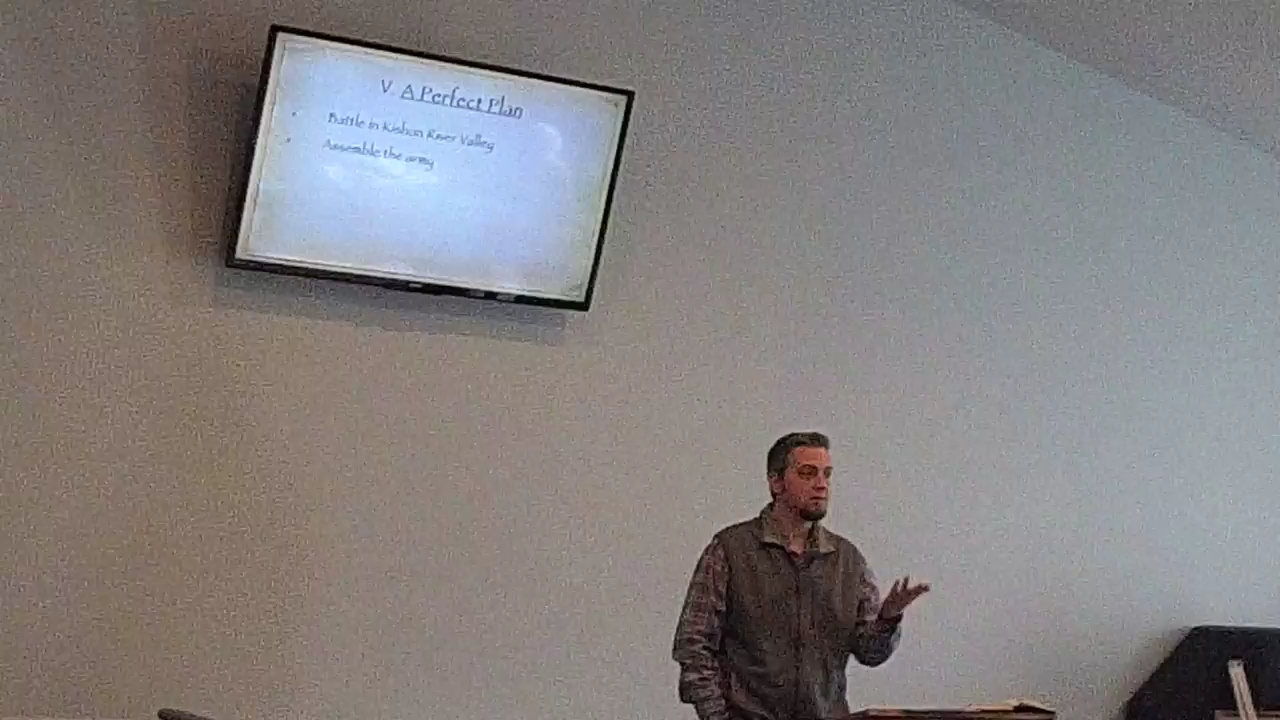 V. A Perfect Plan
Battle in Kishon River Valley
Assemble the army